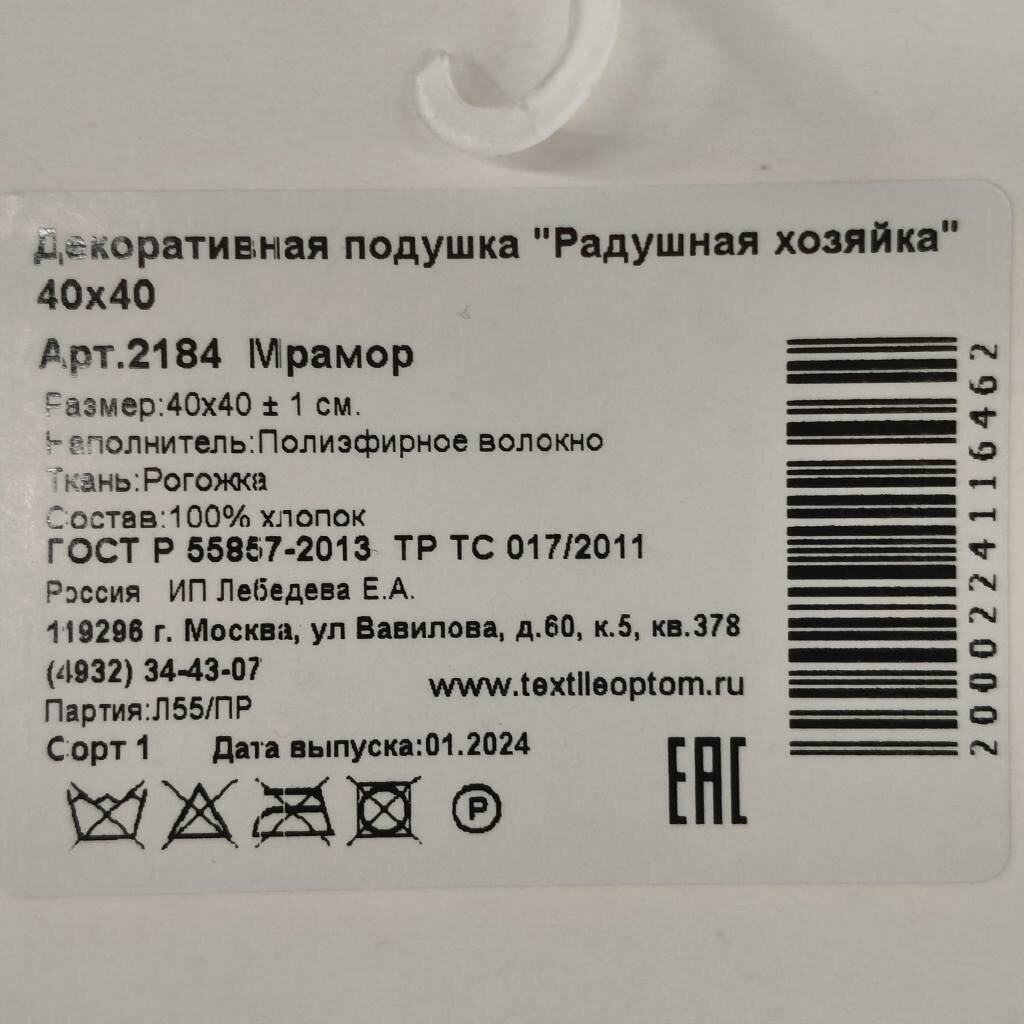 Декоративная подушка "Радушная хозяйка"
40х40
Арт.2184 Мрамор
Размер:40х40 ± 1 см.
Наполнитель:Полиэфирное волокно
Ткань:Рогожка
Состав:100% хлопок
ГОСТ Р 55857-2013 ТР ТС 017/2011
Россия ИП Лебедева Е.А.
119296 г. Москва, ул Вавилова, д.60, к.5, кв.378
(4932) 34-43-07
www.textileoptom.ru
Партия:Л55/ПР
Сорт 1 Дата выпуска:01.2024
P
EAC
2000224116462